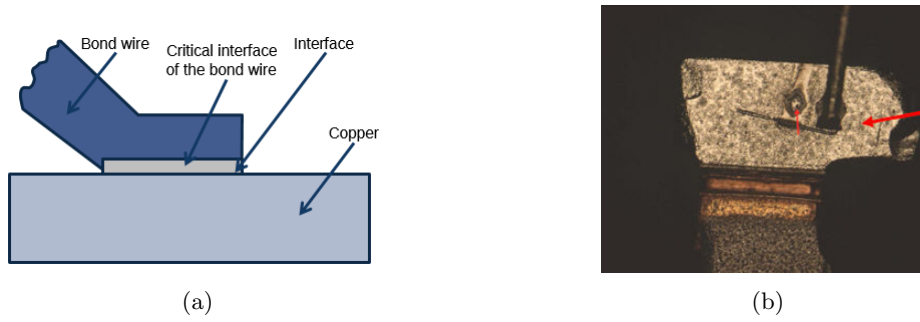 Bond wire
Critical interface
of the bond wire
Interface
Copper
(a)
(b)